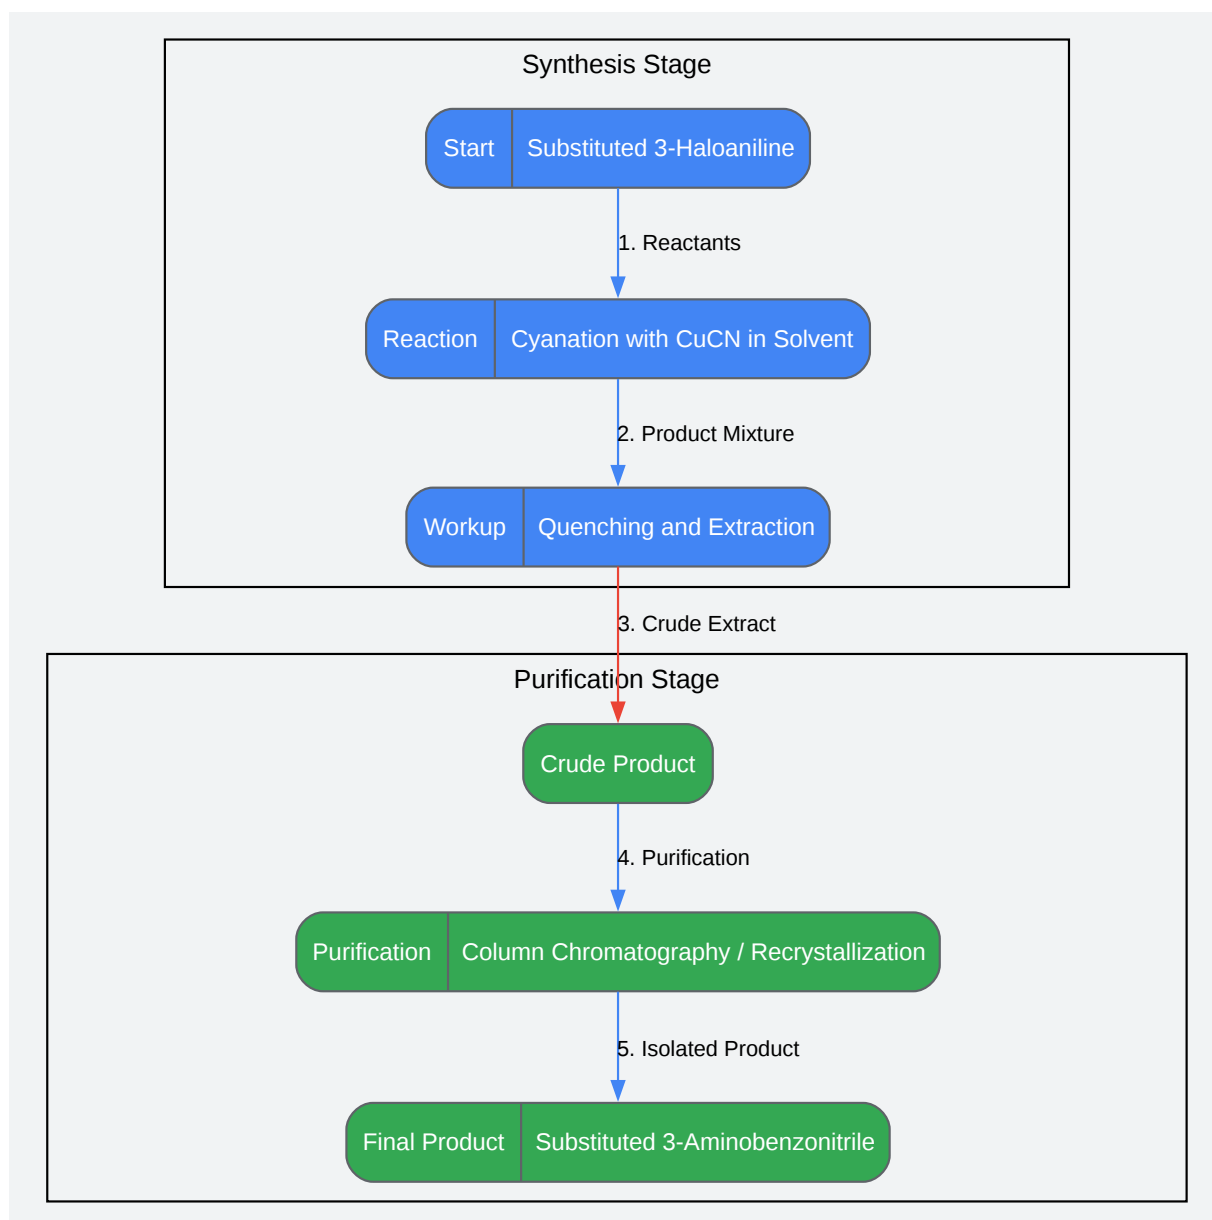 Synthesis Stage
Start Substituted 3-Haloaniline
1. Reactants
Reaction Cyanation with CuCN in Solvent
2. Product Mixture
Workup Quenching and Extraction
3. Crude Extract
Purification Stage
Crude Product
4. Purification
Purification Column Chromatography / Recrystallization
5. Isolated Product
Final Product Substituted 3-Aminobenzonitrile